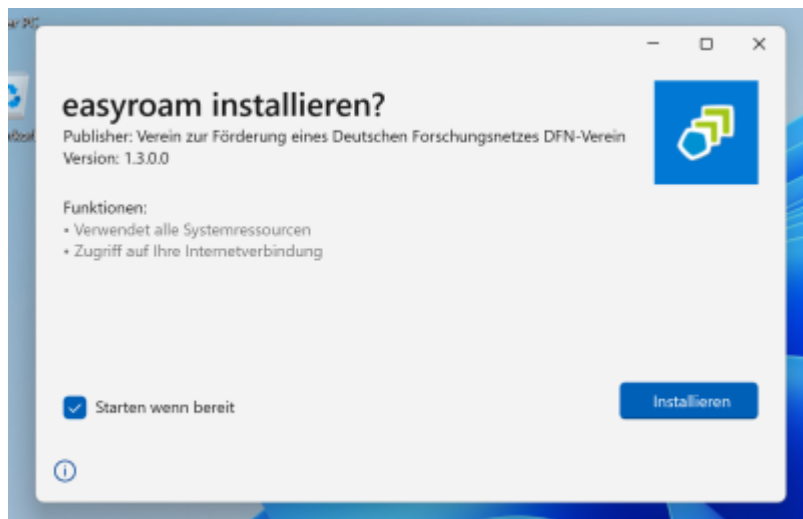 easyroam installieren?
Publisher: Verein zur Förderung eines Deutschen Forschungsnetzes DFN-Verein
Version: 1.3.0.0
Funktionen:
• Verwendet alle Systemressourcen
• Zugriff auf Ihre Internetverbindung
Starten wenn bereit
Installieren